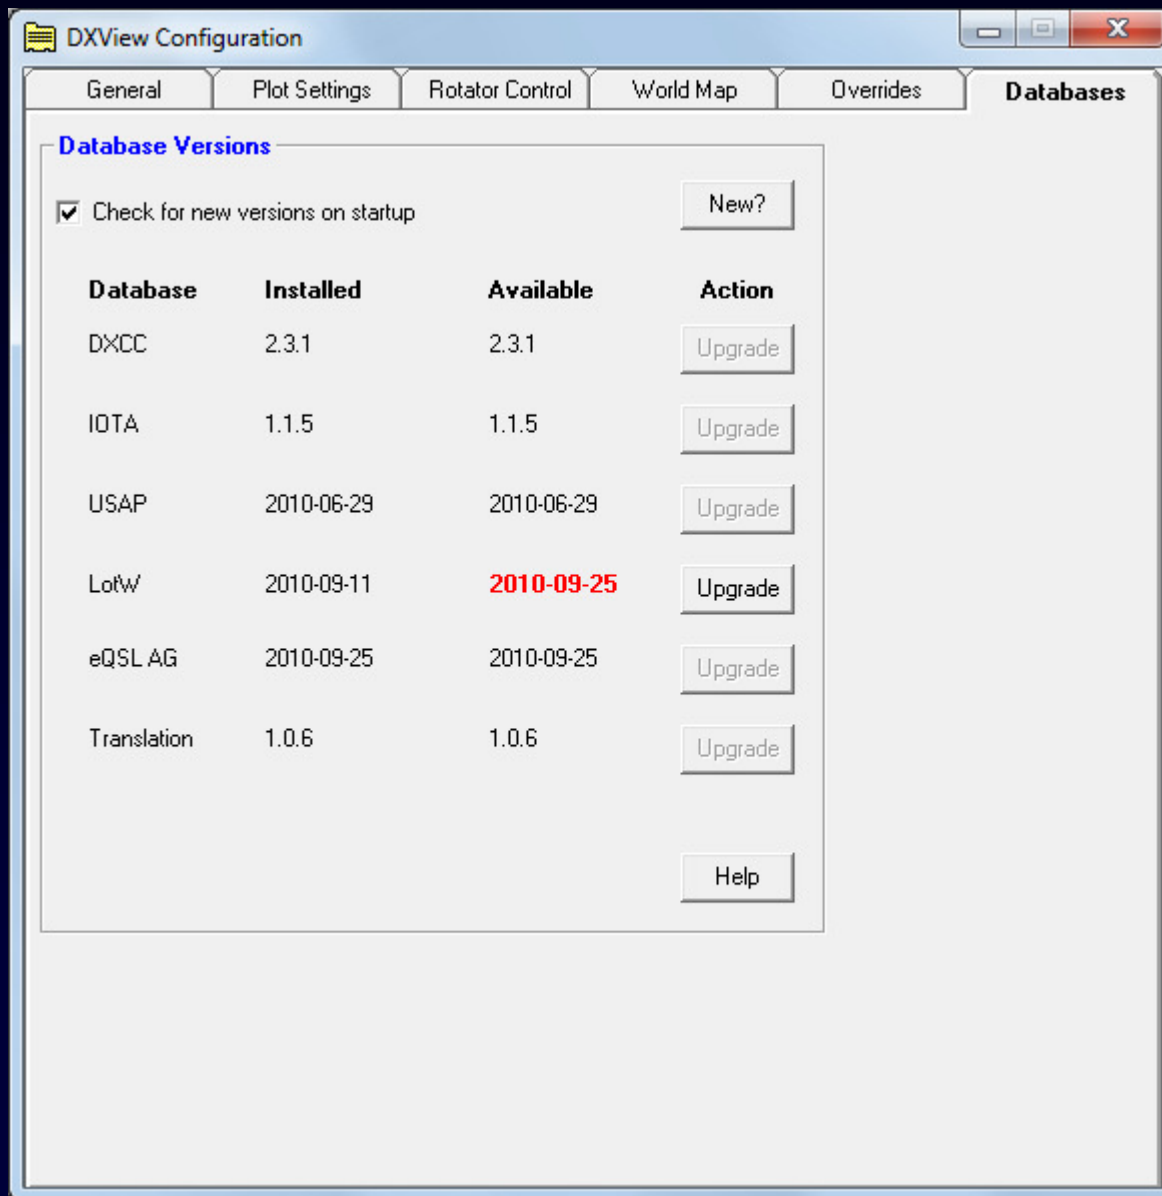 DXView Configuration
General Plot Settings Rotator Control World Map Overrides Databases
Database Versions
Check for new versions on startup New?
Database Installed Available Action
DXCC 2.3.1 2.3.1 Upgrade
IOTA 1.1.5 1.1.5 Upgrade
USAP 2010-06-29 2010-06-29 Upgrade
LotW 2010-09-11 2010-09-25 Upgrade
eQSL AG 2010-09-25 2010-09-25 Upgrade
Translation 1.0.6 1.0.6 Upgrade
Help